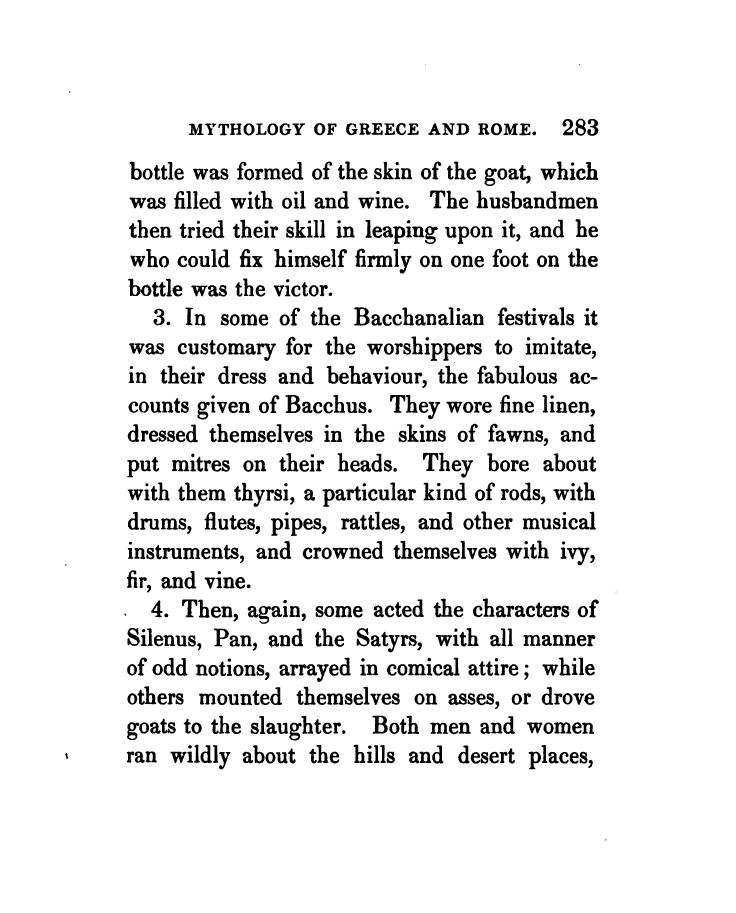 MYTHOLOGY OF GREECE AND ROME. 283
bottle was formed of the skin of the goat, which
was filled with oil and wine. The husbandmen
then tried their skill in leaping upon it, and he
who could fix himself firmly on one foot on the
bottle was the victor.
3. In some of the Bacchanalian festivals it
was customary for the worshippers to imitate,
in their dress and behaviour, the fabulous ac-
counts given of Bacchus. They wore fine linen,
dressed themselves in the skins of fawns, and
put mitres on their heads. They bore about
with them thyrsi, a particular kind of rods, with
drums, flutes, pipes, rattles, and other musical
instruments, and crowned themselves with ivy,
fir, and vine.
4. Then, again, some acted the characters of
Silenus, Pan, and the Satyrs, with all manner
of odd notions, arrayed in comical attire; while
others mounted themselves on asses, or drove
goats to the slaughter. Both men and women
ran wildly about the hills and desert places,